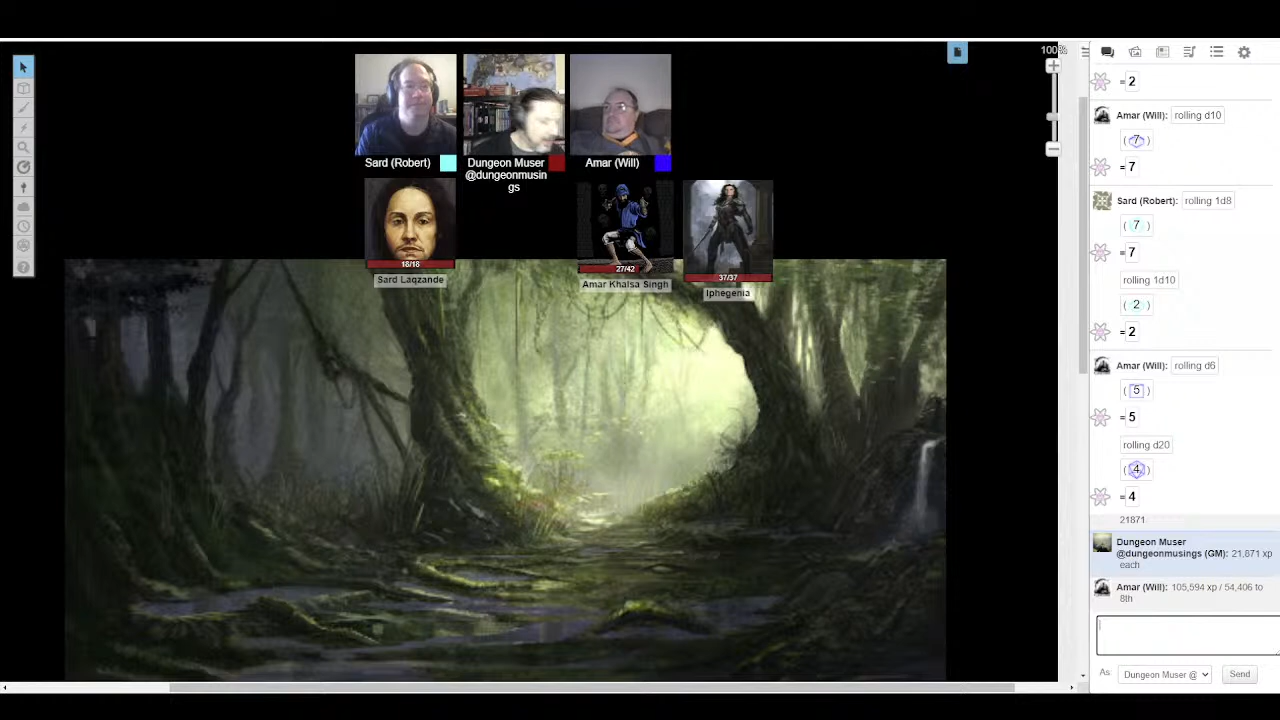 100%
Sard (Robert)
Dungeon Muser
@dungeonmusin
gs
Amar (Will)
18/18
Sard Laqzande
27/42
Amar Khalsa Singh
37/37
Iphegenia
= 2
Amar (Will): rolling d10
( 7 )
= 7
Sard (Robert): rolling 1d8
( 7 )
= 7
rolling 1d10
( 2 )
= 2
Amar (Will): rolling d6
( 5 )
= 5
rolling d20
( 4 )
= 4
21871
Dungeon Muser
@dungeonmusings (GM): 21,871 xp
each
Amar (Will): 105,594 xp / 54,406 to
8th
As: Dungeon Muser @
Send